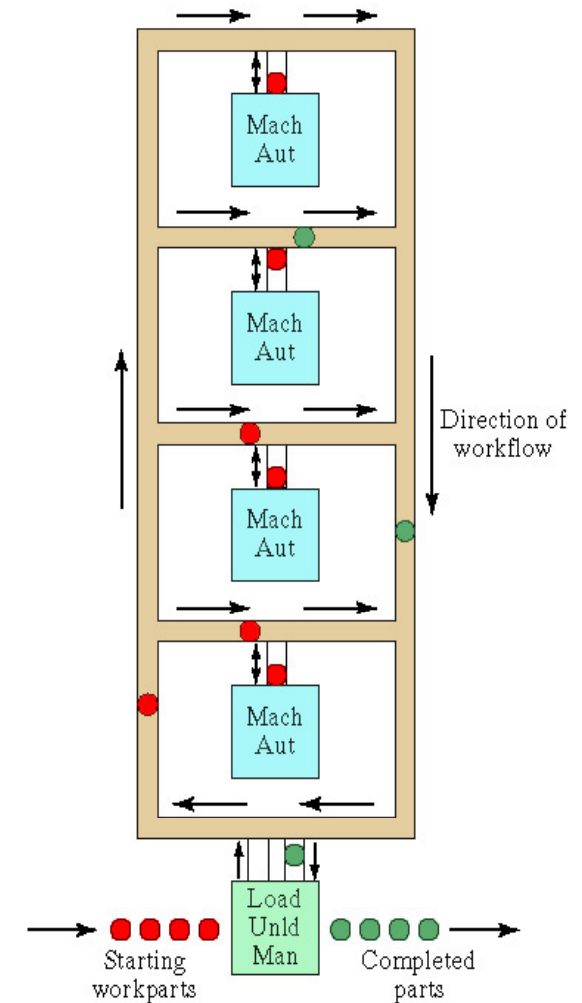 Mach
Aut
Mach
Aut
Direction of
workflow
Mach
Aut
Mach
Aut
Load
Unld
Man
Starting
workparts
Completed
parts